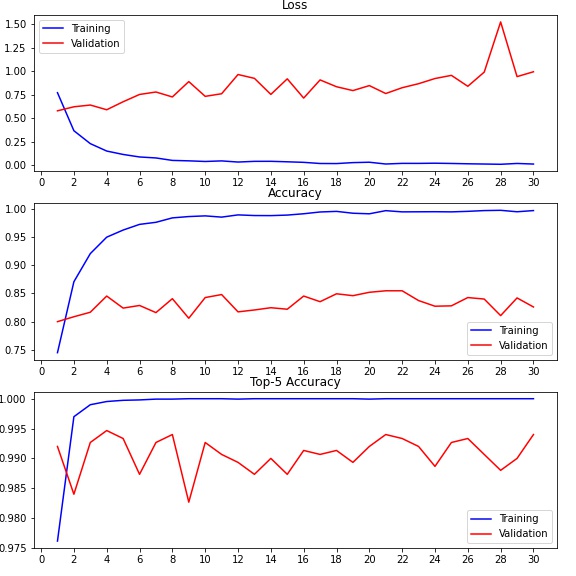 Loss
1.50
1.25
1.00
0.75
0.50
0.25
0.00
Training
Validation
0 2 4 6 8 10 12 14 16 18 20 22 24 26 28 30
Accuracy
1.00
0.95
0.90
0.85
0.80
0.75
Training
Validation
0 2 4 6 8 10 12 14 16 18 20 22 24 26 28 30
Top-5 Accuracy
1.000
0.995
0.990
0.985
0.980
0.975
Training
Validation
0 2 4 6 8 10 12 14 16 18 20 22 24 26 28 30